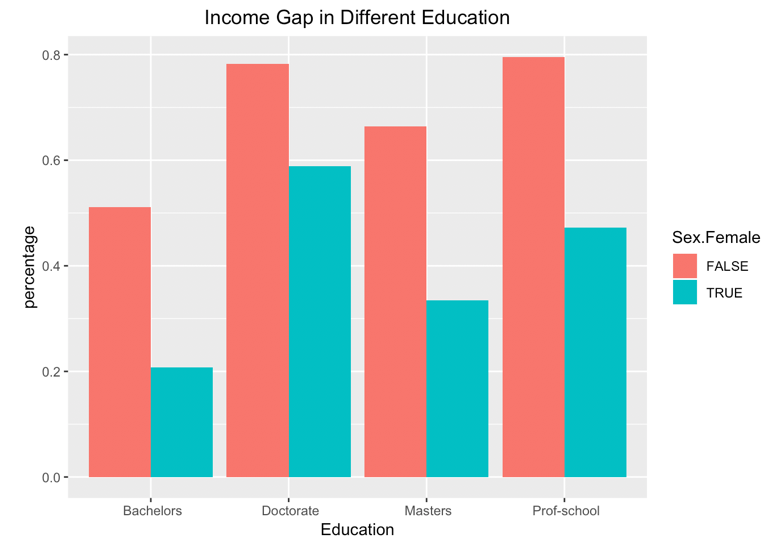 Income Gap in Different Education
percentage
0.8
0.6
0.4
0.2
0.0
Bachelors Doctorate Masters Prof-school
Education
Sex.Female
FALSE
TRUE